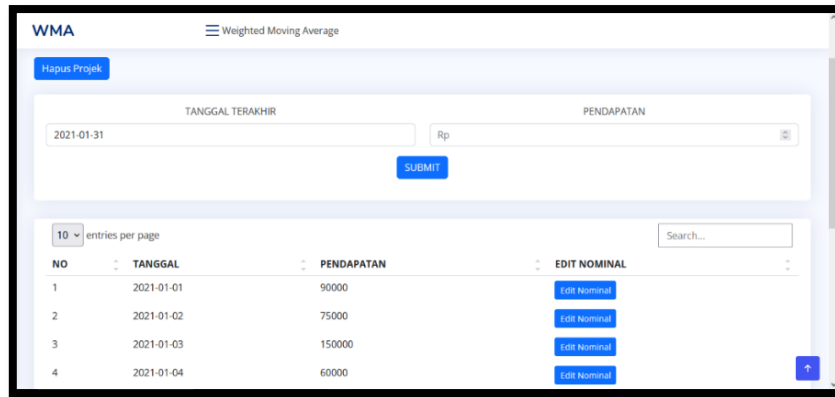 WMA Weighted Moving Average
Hapus Projek
TANGGAL TERAKHIR PENDAPATAN
2021-01-31 Rp
SUBMIT
10 entries per page Search...
NO TANGGAL PENDAPATAN EDIT NOMINAL
1 2021-01-01 90000 Edit Nominal
2 2021-01-02 75000 Edit Nominal
3 2021-01-03 150000 Edit Nominal
4 2021-01-04 60000 Edit Nominal